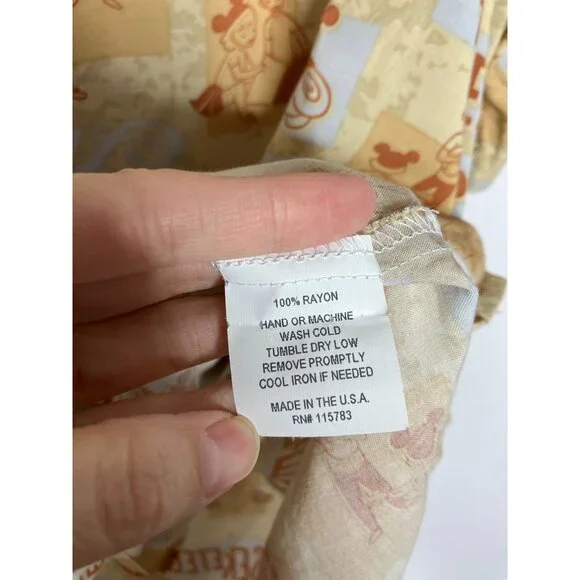 100% RAYON
HAND OR MACHINE
WASH COLD
TUMBLE DRY LOW
REMOVE PROMPTLY
COOL IRON IF NEEDED
MADE IN THE U.S.A.
RN# 115783